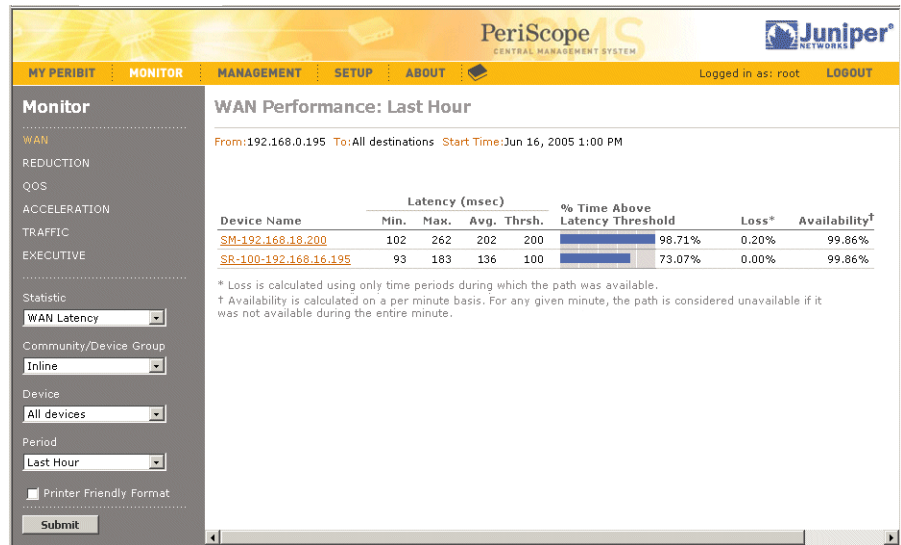 PeriScope
CENTRAL MANAGEMENT SYSTEM
CMS
Juniper
NETWORKS
MY PERIBIT
MONITOR
MANAGEMENT
SETUP
ABOUT
Logged in as: root
LOGOUT
Monitor
WAN
REDUCTION
QOS
ACCELERATION
TRAFFIC
EXECUTIVE
Statistic
WAN Latency
Community/Device Group
Inline
Device
All devices
Period
Last Hour
Printer Friendly Format
Submit
WAN Performance: Last Hour
From:192.168.0.195 To:All destinations Start Time:Jun 16, 2005 1:00 PM
Latency (msec)
% Time Above
Device Name Min. Max. Avg. Thrsh. Latency Threshold Loss* Availability†
SM-192.168.18.200 102 262 202 200 98.71% 0.20% 99.86%
SR-100-192.168.16.195 93 183 136 100 73.07% 0.00% 99.86%
* Loss is calculated using only time periods during which the path was available.
† Availability is calculated on a per minute basis. For any given minute, the path is considered unavailable if it
was not available during the entire minute.